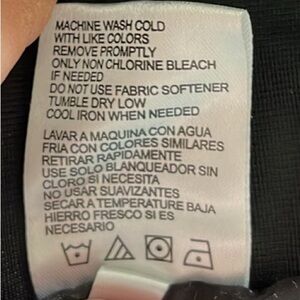 MACHINE WASH COLD
WITH LIKE COLORS
REMOVE PROMPTLY
ONLY NON CHLORINE BLEACH
IF NEEDED
DO NOT USE FABRIC SOFTENER
TUMBLE DRY LOW
COOL IRON WHEN NEEDED
LAVAR A MAQUINA CON AGUA
FRIA CON COLORES SIMILARES
RETIRAR RAPIDAMENTE
USE SOLO BLANQUEADOR SIN
CLORO SI NECESITA
NO USAR SUAVIZANTES
SECAR A TEMPERATURE BAJA
HIERRO FRESCO SI ES
NECESARIO